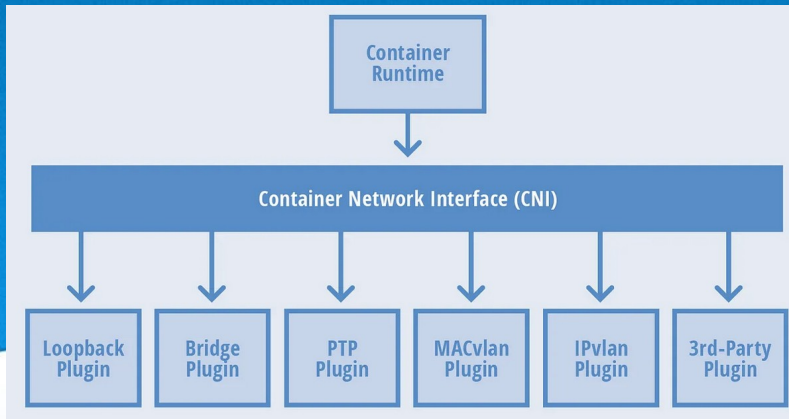 Container
Runtime
Container Network Interface (CNI)
Loopback
Plugin
Bridge
Plugin
PTP
Plugin
MACvlan
Plugin
IPvlan
Plugin
3rd-Party
Plugin